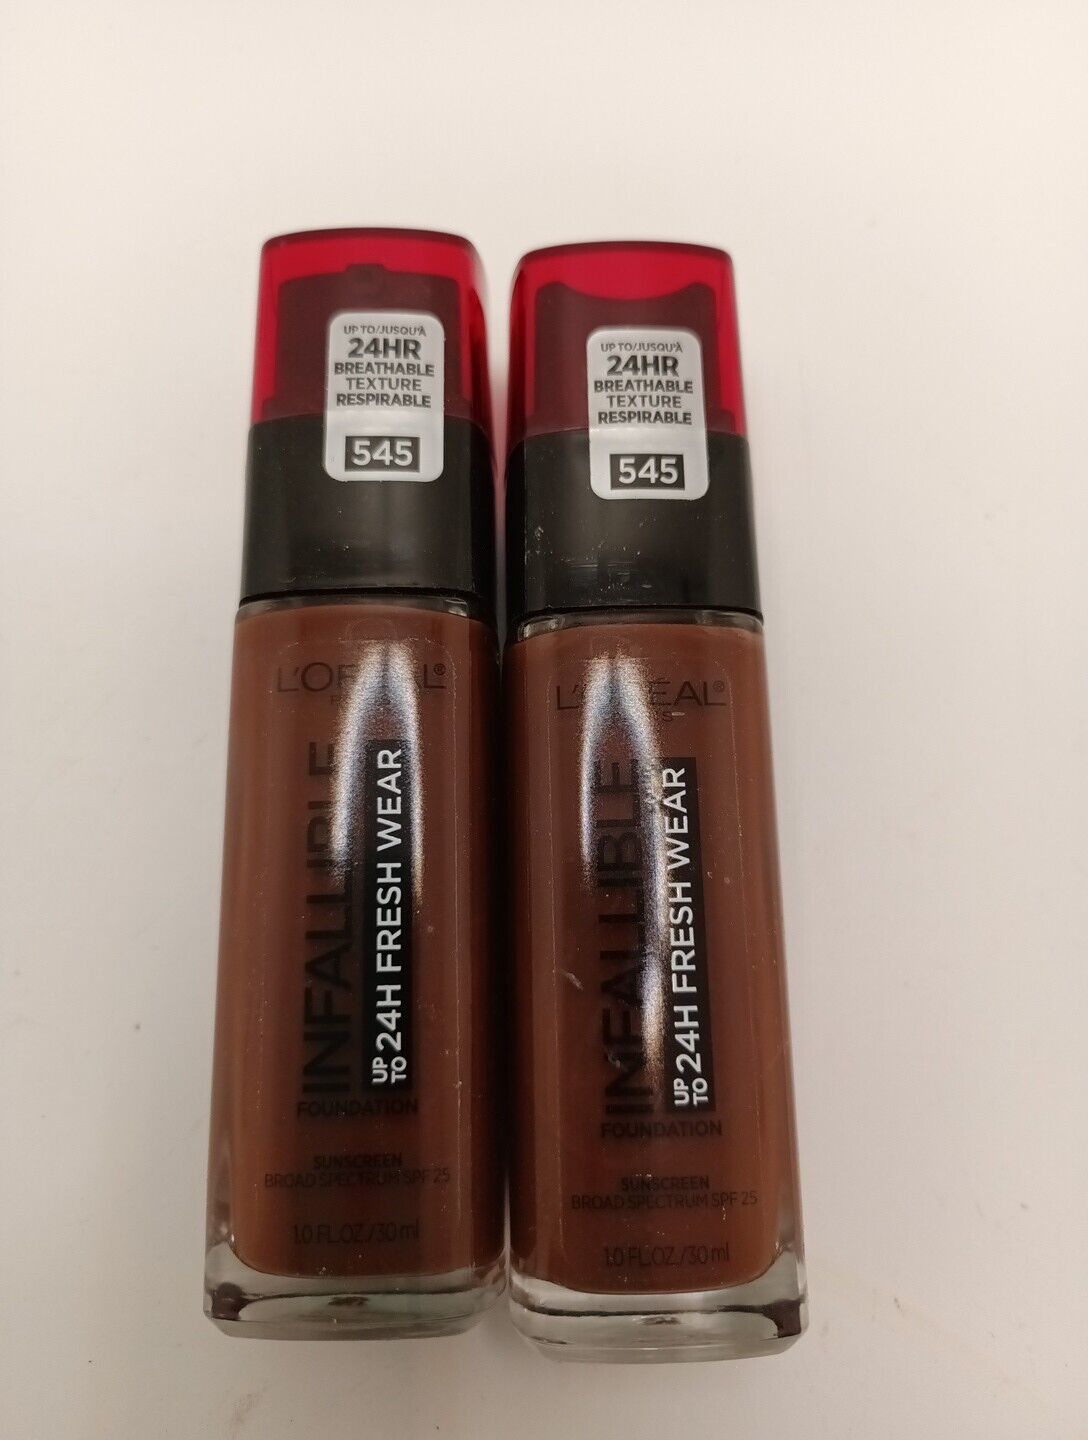 UP TO/JUSQU'À
24HR
BREATHABLE
TEXTURE
RESPIRABLE
545
L'ORÉAL®
INFALLIBLE
UP TO 24H FRESH WEAR
FOUNDATION
SUNSCREEN
BROAD SPECTRUM SPF 25
1.0 FL.OZ./30 ml
UP TO/JUSQU'À
24HR
BREATHABLE
TEXTURE
RESPIRABLE
545
L'ORÉAL®
INFALLIBLE
UP TO 24H FRESH WEAR
FOUNDATION
SUNSCREEN
BROAD SPECTRUM SPF 25
1.0 FL.OZ./30 ml